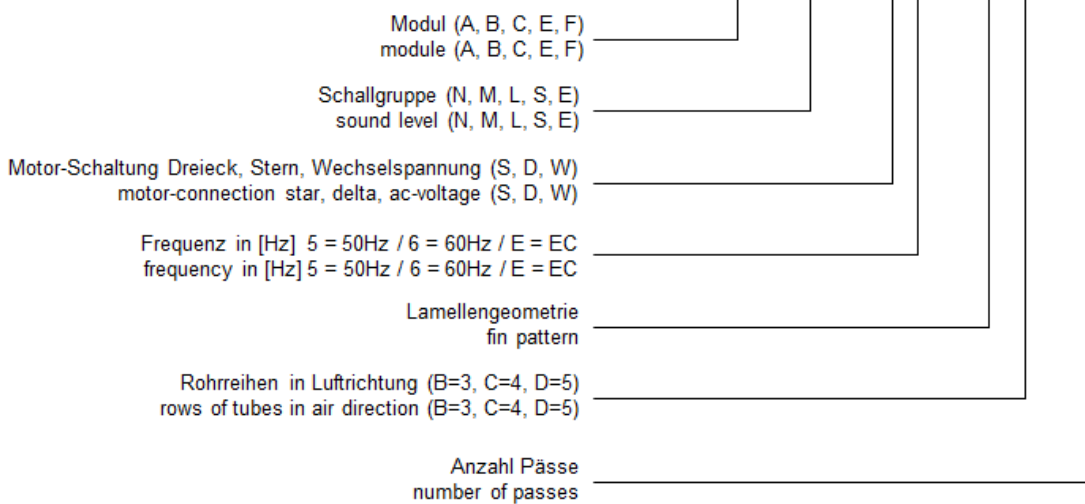 Modul (A, B, C, E, F)
module (A, B, C, E, F)
Schallgruppe (N, M, L, S, E)
sound level (N, M, L, S, E)
Motor-Schaltung Dreieck, Stern, Wechselspannung (S, D, W)
motor-connection star, delta, ac-voltage (S, D, W)
Frequenz in [Hz] 5 = 50Hz / 6 = 60Hz / E = EC
frequency in [Hz] 5 = 50Hz / 6 = 60Hz / E = EC
Lamellengeometrie
fin pattern
Rohrreihen in Luftrichtung (B=3, C=4, D=5)
rows of tubes in air direction (B=3, C=4, D=5)
Anzahl Pässe
number of passes